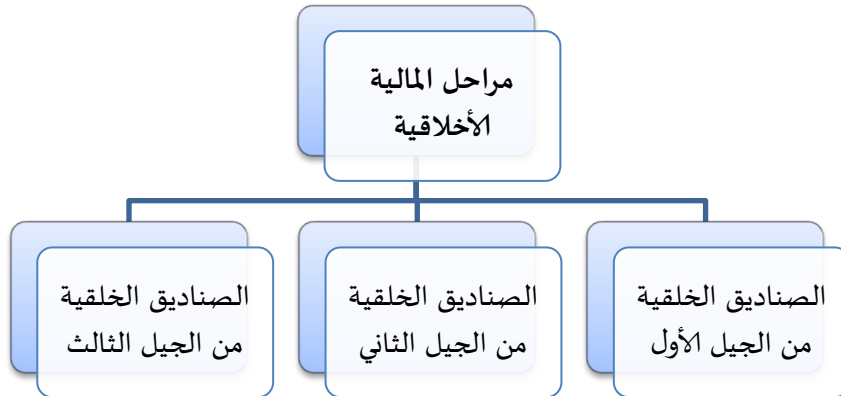 مراحل المالية
الأخلاقية
الصناديق الخلقية
من الجيل الأول
الصناديق الخلقية
من الجيل الثاني
الصناديق الخلقية
من الجيل الثالث